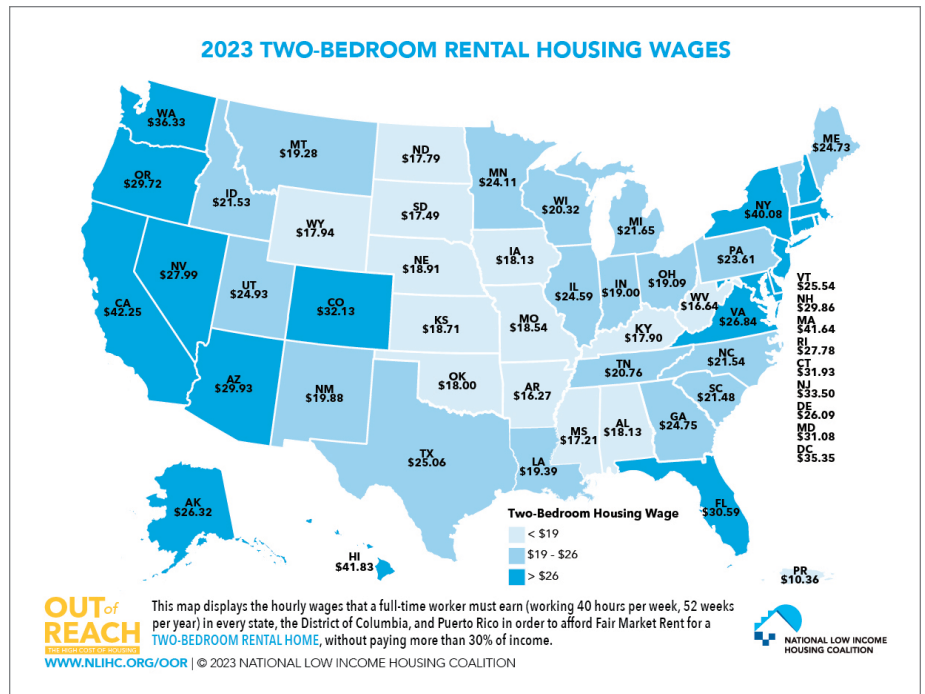 2023 TWO-BEDROOM RENTAL HOUSING WAGES
WA
$36.33
OR
$29.72
CA
$42.25
NV
$27.99
ID
$21.53
MT
$19.28
WY
$17.94
UT
$24.93
CO
$32.13
AZ
$29.93
NM
$19.88
ND
$17.79
SD
$17.49
NE
$18.91
KS
$18.71
OK
$18.00
TX
$25.06
MN
$24.11
IA
$18.13
MO
$18.54
AR
$16.27
LA
$19.39
WI
$20.32
IL
$24.59
MI
$21.65
IN
$19.00
OH
$19.09
KY
$17.90
TN
$20.76
MS
$17.21
AL
$18.13
GA
$24.75
FL
$30.59
SC
$21.48
NC
$21.54
VA
$26.84
WV
$16.64
PA
$23.61
NY
$40.08
ME
$24.73
VT
$25.54
NH
$29.86
MA
$41.64
RI
$27.78
CT
$31.93
NJ
$33.50
DE
$26.09
MD
$31.08
DC
$35.35
AK
$26.32
HI
$41.83
PR
$10.36
Two-Bedroom Housing Wage
< $19
$19 - $26
> $26
OUT of
REACH
THE HIGH COST OF HOUSING
This map displays the hourly wages that a full-time worker must earn (working 40 hours per week, 52 weeks
per year) in every state, the District of Columbia, and Puerto Rico in order to afford Fair Market Rent for a
TWO-BEDROOM RENTAL HOME, without paying more than 30% of income.
WWW.NLIHC.ORG/OOR | © 2023 NATIONAL LOW INCOME HOUSING COALITION
NATIONAL LOW INCOME
HOUSING COALITION